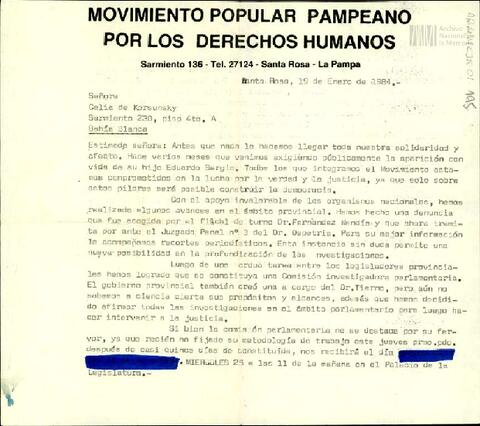 MOVIMIENTO POPULAR PAMPEANO
POR LOS DERECHOS HUMANOS
Sarmiento 136 - Tel. 27124 - Santa Rosa - La Pampa
Archivo
Nacional de
la Memoria
Santa Rosa, 19 de Enero de 1984.-
Señora
Celia de Korsunsky
Sarmiento 230, piso 4to. A
Bahía Blanca
Estimada señora: Antes que nada le hacemos llegar toda nuestra solidaridad y
afecto. Hace varios meses que venimos exigiendo públicamente la aparición con
vida de su hijo Eduardo Sergio. Todos los que integramos el Movimiento estamos
comprometidos en la lucha por la verdad y la justicia, ya que solo sobre
estos pilares será posible construir la democracia.
Con el apoyo invalorable de los organismos nacionales, hemos
realizado algunos avances en el ámbito provincial. Hemos hecho una denuncia
que fue acogida por el Fiscal de turno Dr. Fernández Mendía y que ahora tramita
por ante el Juzgado Penal nº 3 del Dr. Para su mejor información
le acompañamos recortes periodísticos. Esta instancia sin duda permite una
nueva posibilidad en la profundización de las investigaciones.
Luego de una ardua tarea entre los legisladores provinciales
hemos logrado que se constituya una Comisión investigadora parlamentaria.
El gobierno provincial también creó una a cargo del Dr. pero aún no
sabemos a ciencia cierta sus propósitos y alcances, además que hemos decidido
afirmar todas las investigaciones en el ámbito parlamentario para luego hacer
intervenir a la justicia.
Si bien la comisión parlamentaria no se destaca por su fervor,
ya que recién ha fijado su metodología de trabajo este jueves pmo. pdo.
después de casi quince días de constituída, nos recibirá el día
MIERCOLES 25 a las 11 de la mañana en el Palacio de la
Legislatura.-